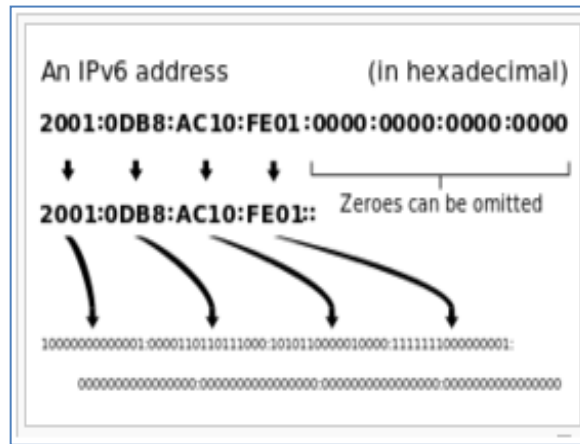 An IPv6 address (in hexadecimal)
2001:0DB8:AC10:FE01:0000:0000:0000:0000
2001:0DB8:AC10:FE01::
Zeroes can be omitted
10000000000001:0000110110111000:1010110000010000:1111111000000001:
0000000000000000:0000000000000000:0000000000000000:0000000000000000